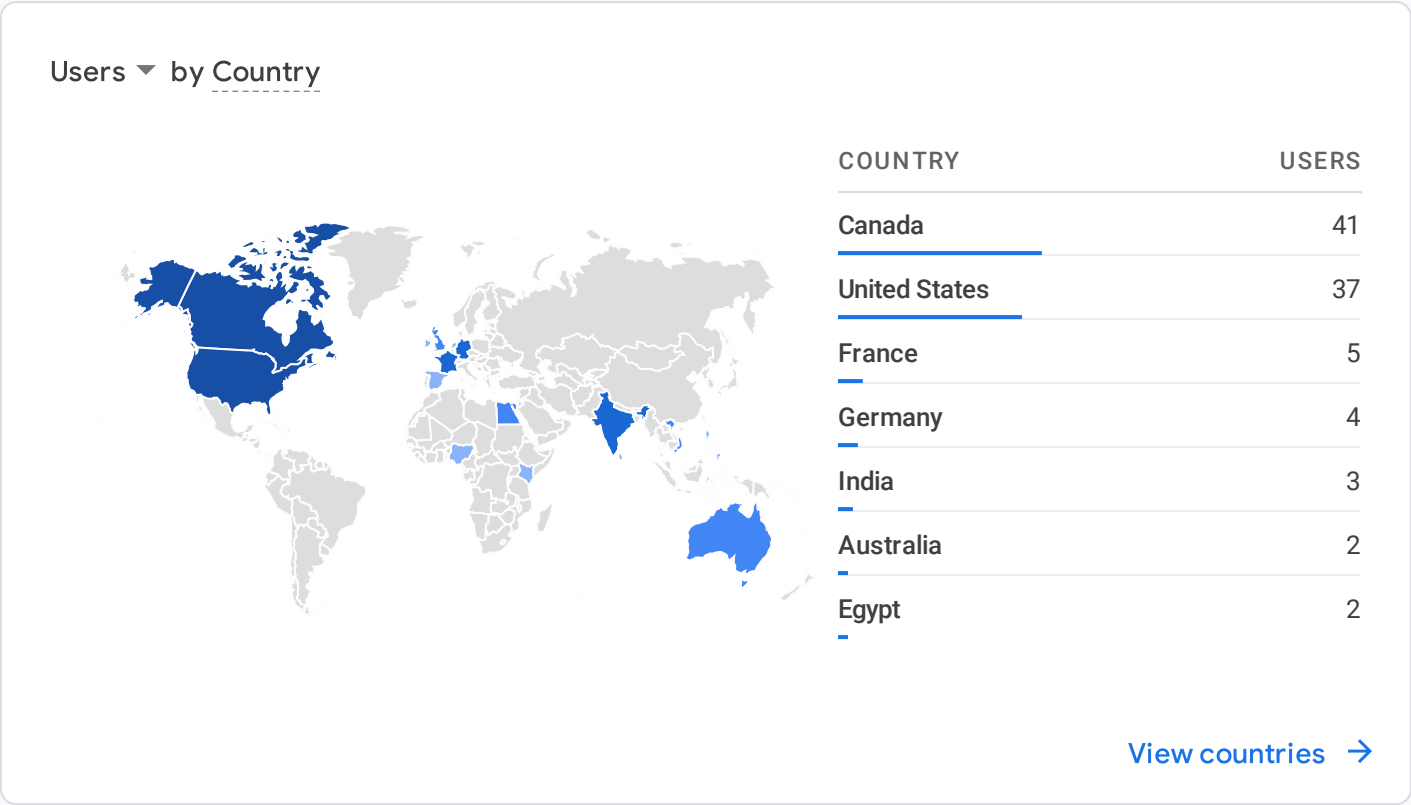 Users by Country
COUNTRY USERS
Canada 41
United States 37
France 5
Germany 4
India 3
Australia 2
Egypt 2
View countries